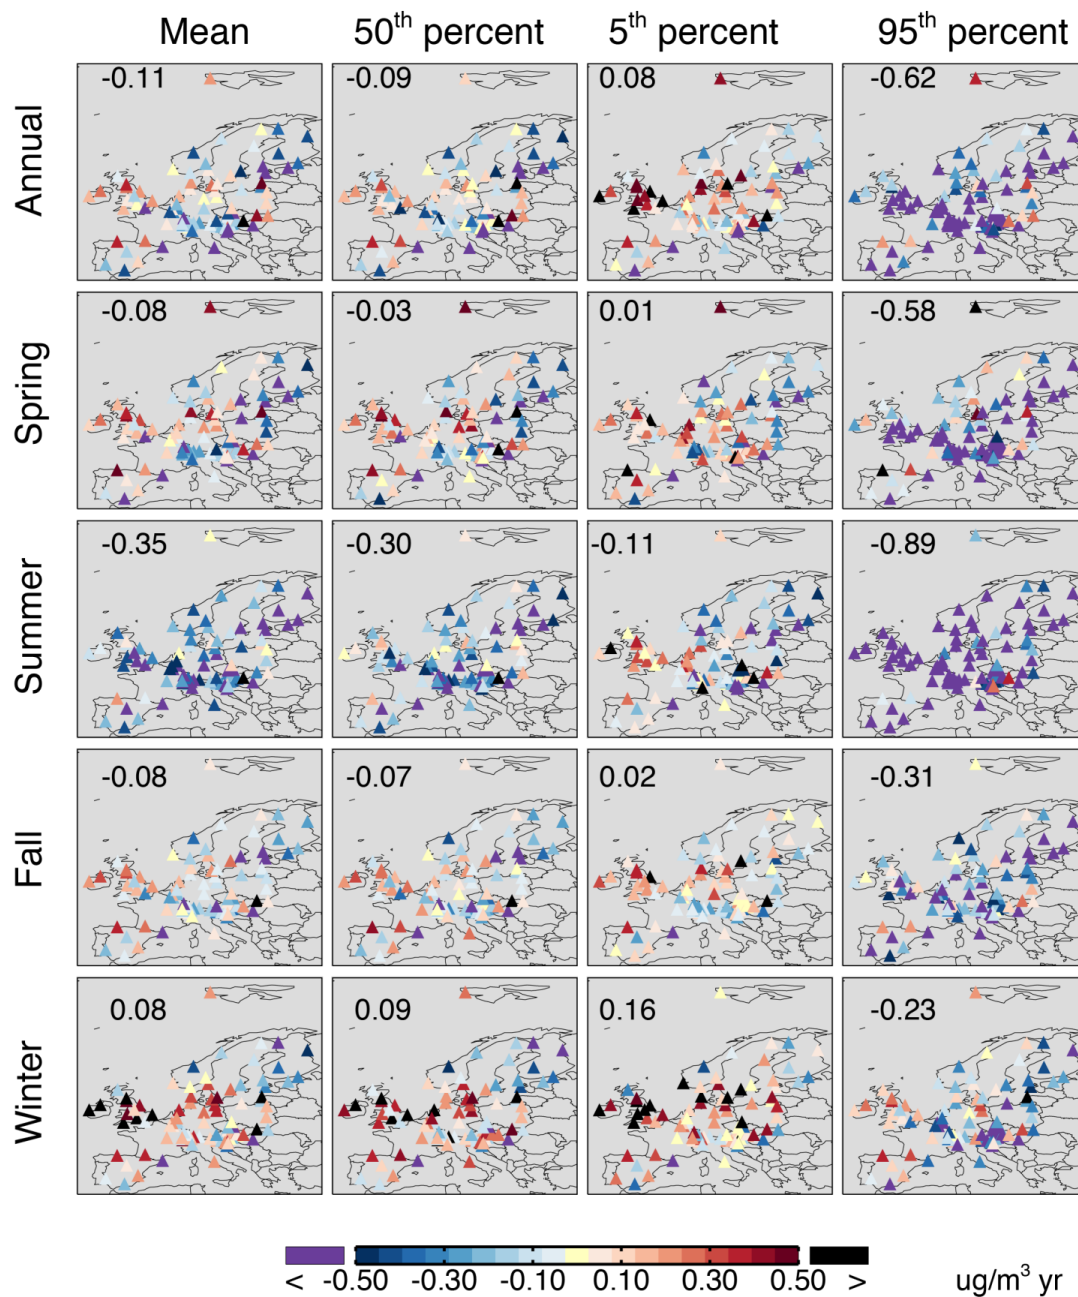 Mean 50th percent 5th percent 95th percent
Annual
-0.11 -0.09 0.08 -0.62
Spring
-0.08 -0.03 0.01 -0.58
Summer
-0.35 -0.30 -0.11 -0.89
Fall
-0.08 -0.07 0.02 -0.31
Winter
0.08 0.09 0.16 -0.23
< -0.50 -0.30 -0.10 0.10 0.30 0.50 > ug/m³ yr